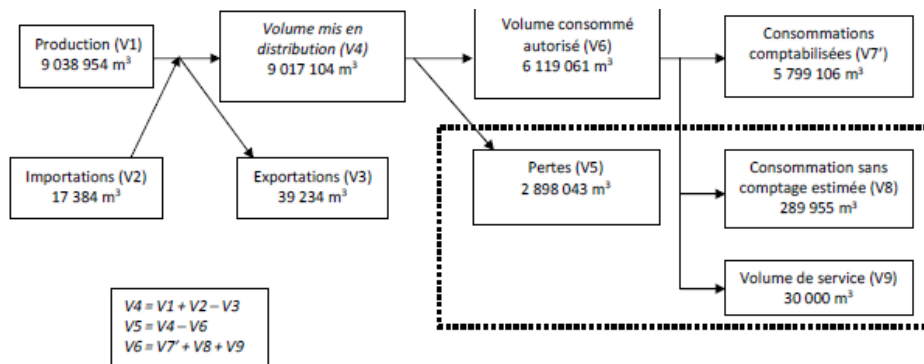 Production (V1)
9 038 954 m³
Volume mis en
distribution (V4)
9 017 104 m³
Volume consommé
autorisé (V6)
6 119 061 m³
Consommations
comptabilisées (V7')
5 799 106 m³
Importations (V2)
17 384 m³
Exportations (V3)
39 234 m³
Pertes (V5)
2 898 043 m³
Consommation sans
comptage estimée (V8)
289 955 m³
Volume de service (V9)
30 000 m³
V4 = V1 + V2 – V3
V5 = V4 – V6
V6 = V7' + V8 + V9